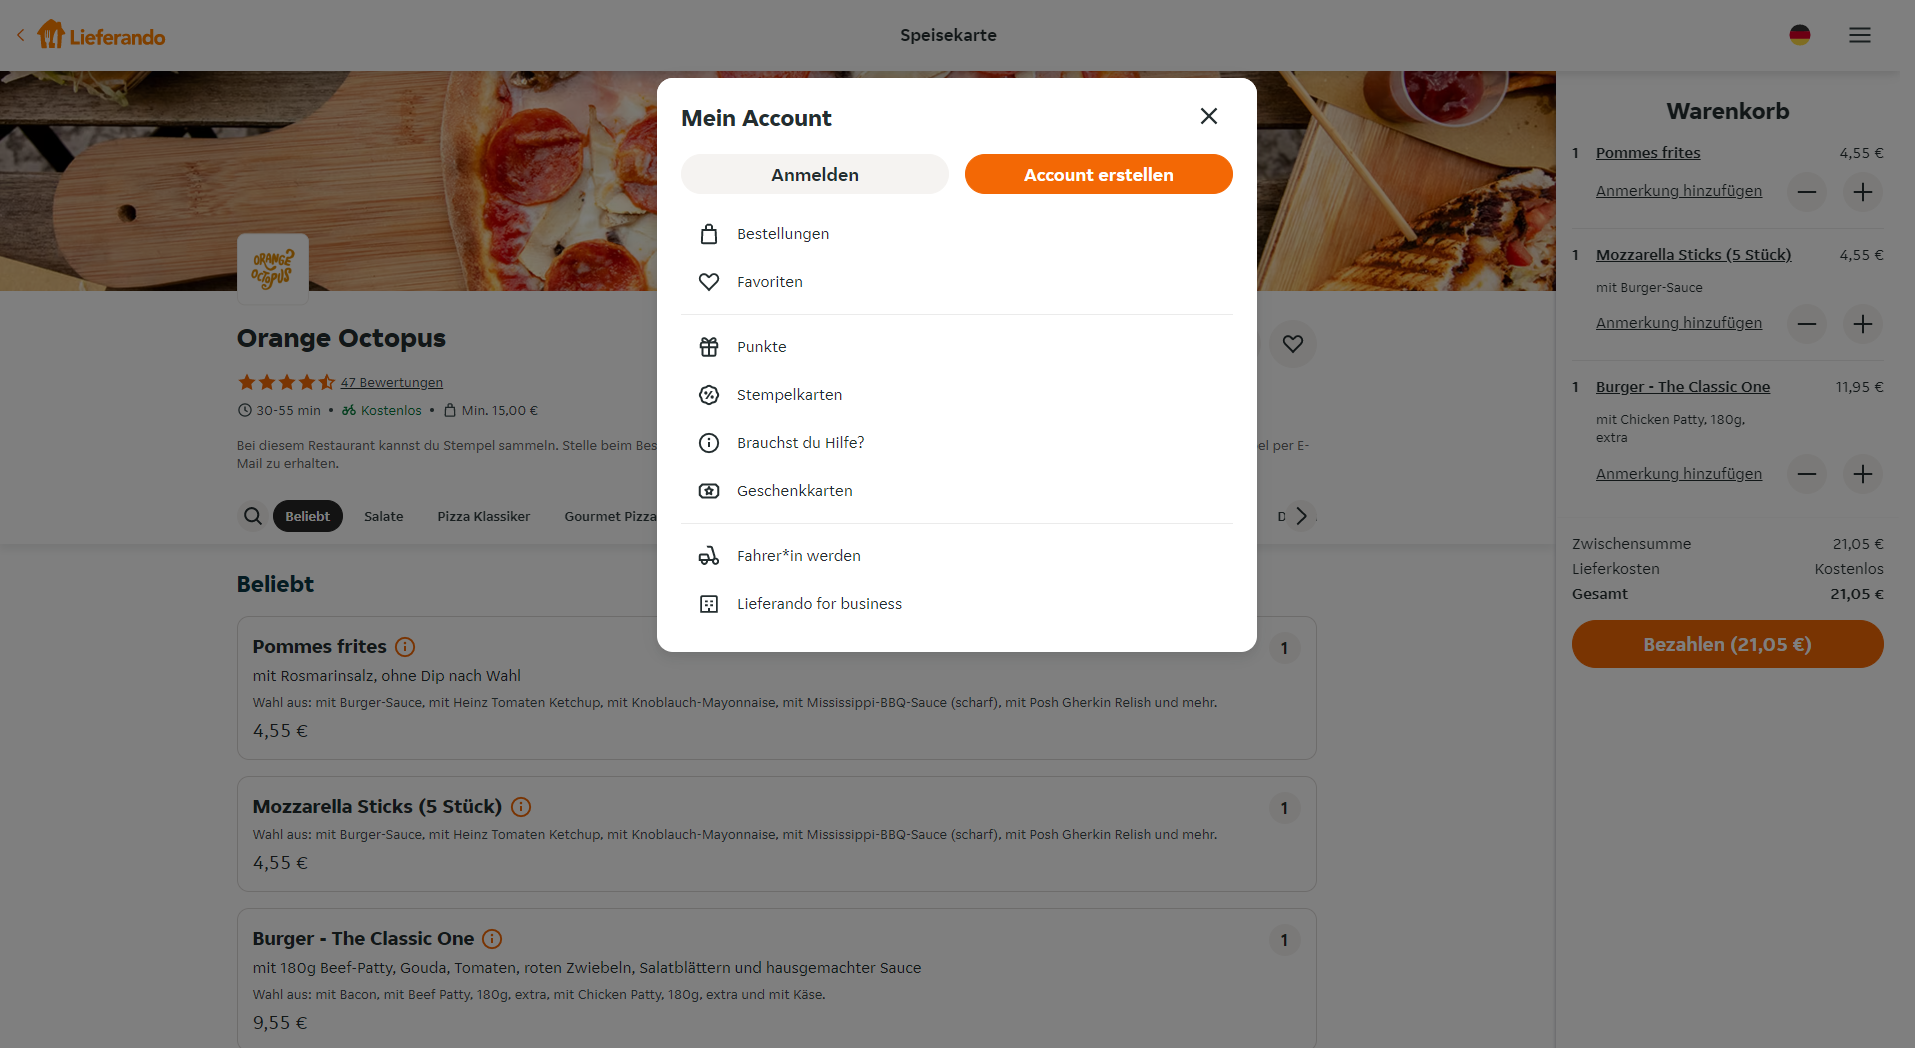 Lieferando
Speisekarte
Mein Account
Anmelden
Account erstellen
Bestellungen
Favoriten
Punkte
Stempelkarten
Brauchst du Hilfe?
Geschenkkarten
Fahrer*in werden
Lieferando for business
ORANGE
OCTOPUS
Orange Octopus
47 Bewertungen
30-55 min • Kostenlos • Min. 15,00 €
Bei diesem Restaurant kannst du Stempel sammeln. Stelle beim Bes
el per E-
Mail zu erhalten.
Beliebt
Salate
Pizza Klassiker
Gourmet Pizza
D
Beliebt
Pommes frites
1
mit Rosmarinsalz, ohne Dip nach Wahl
Wahl aus: mit Burger-Sauce, mit Heinz Tomaten Ketchup, mit Knoblauch-Mayonnaise, mit Mississippi-BBQ-Sauce (scharf), mit Posh Gherkin Relish und mehr.
4,55 €
Mozzarella Sticks (5 Stück)
1
Wahl aus: mit Burger-Sauce, mit Heinz Tomaten Ketchup, mit Knoblauch-Mayonnaise, mit Mississippi-BBQ-Sauce (scharf), mit Posh Gherkin Relish und mehr.
4,55 €
Burger - The Classic One
1
mit 180g Beef-Patty, Gouda, Tomaten, roten Zwiebeln, Salatblättern und hausgemachter Sauce
Wahl aus: mit Bacon, mit Beef Patty, 180g, extra, mit Chicken Patty, 180g, extra und mit Käse.
9,55 €
Warenkorb
1 Pommes frites 4,55 €
Anmerkung hinzufügen
1 Mozzarella Sticks (5 Stück) 4,55 €
mit Burger-Sauce
Anmerkung hinzufügen
1 Burger - The Classic One 11,95 €
mit Chicken Patty, 180g,
extra
Anmerkung hinzufügen
Zwischensumme 21,05 €
Lieferkosten Kostenlos
Gesamt 21,05 €
Bezahlen (21,05 €)